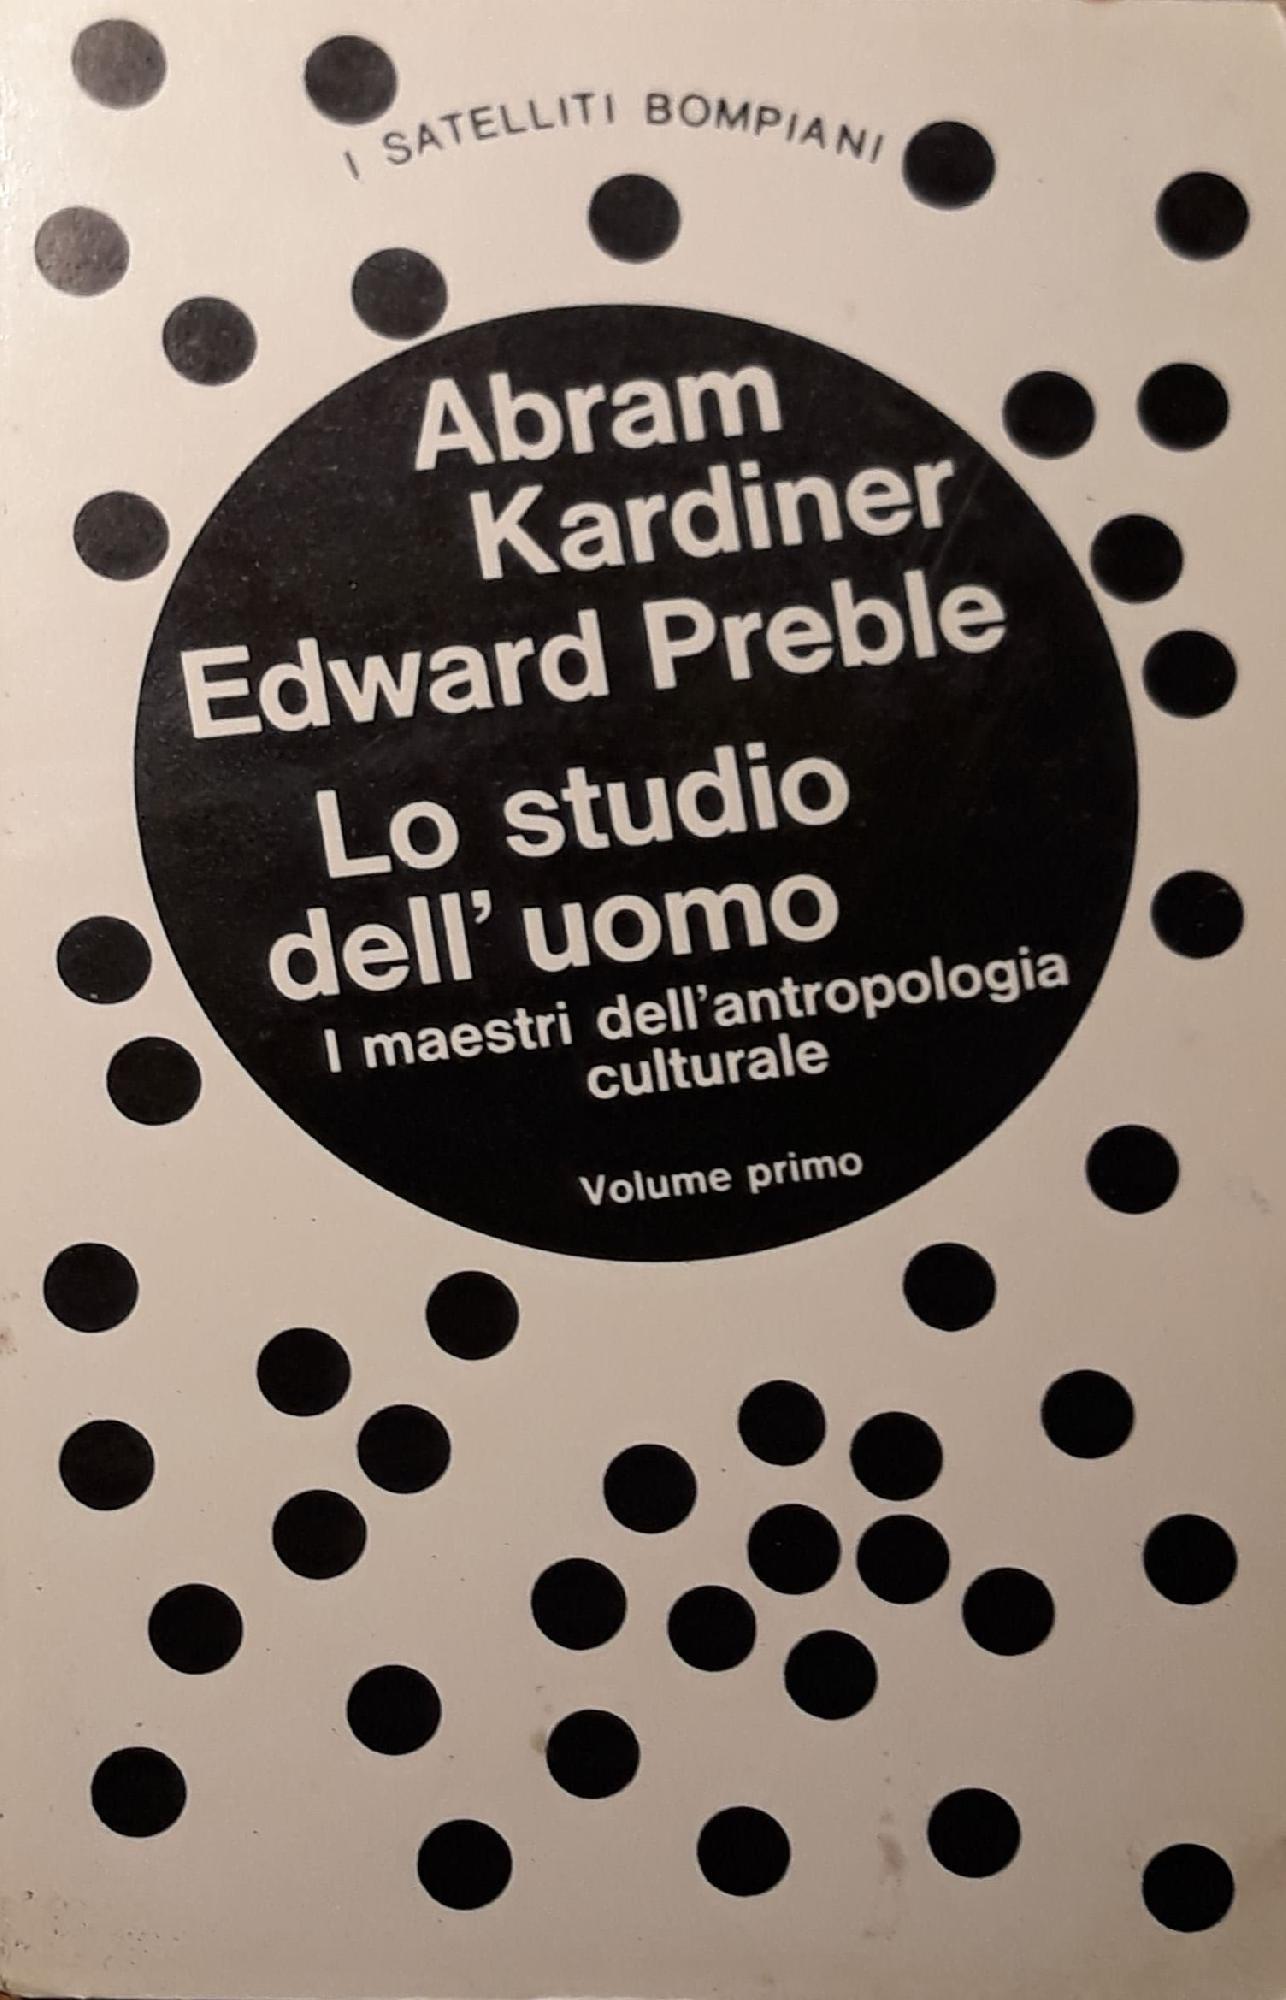 I SATELLITI BOMPIANI
Abram
Kardiner
Edward Preble
Lo studio
dell' uomo
I maestri dell'antropologia
culturale
Volume primo